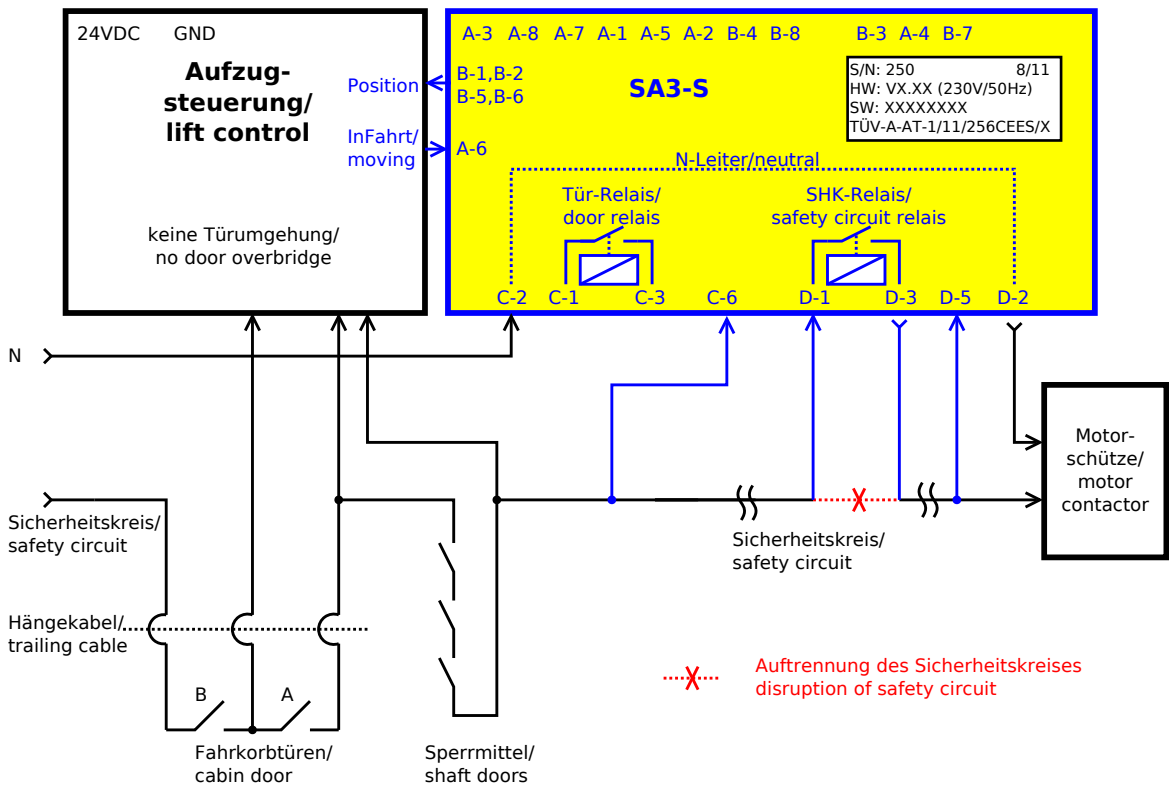 24VDC GND
Aufzug-
steuerung/
lift control
Position
InFahrt/
moving
keine Türumgehung/
no door overbridge
A-3 A-8 A-7 A-1 A-5 A-2 B-4 B-8 B-3 A-4 B-7
B-1,B-2
B-5,B-6
SA3-S
A-6
S/N: 250 8/11
HW: VX.XX (230V/50Hz)
SW: XXXXXXXX
TÜV-A-AT-1/11/256CEES/X
N-Leiter/neutral
Tür-Relais/
door relais
SHK-Relais/
safety circuit relais
C-2 C-1 C-3 C-6 D-1 D-3 D-5 D-2
N
Motor-
schütze/
motor
contactor
Sicherheitskreis/
safety circuit
Sicherheitskreis/
safety circuit
Hängekabel/
trailing cable
B A
Auftrennung des Sicherheitskreises
disruption of safety circuit
Fahrkorbtüren/
cabin door
Sperrmittel/
shaft doors